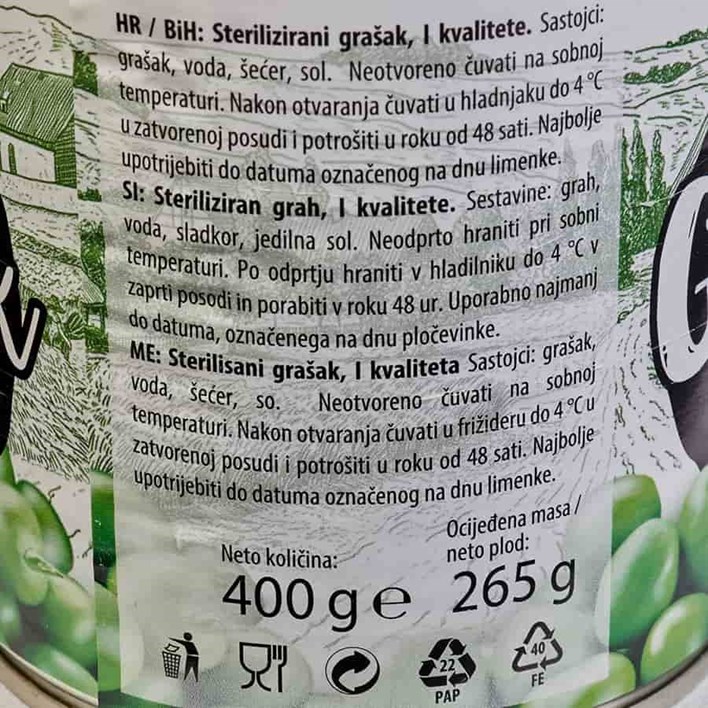 HR / BiH: Sterilizirani grašak, I kvalitete. Sastojci:
grašak, voda, šećer, sol. Neotvoreno čuvati na sobnoj
temperaturi. Nakon otvaranja čuvati u hladnjaku do 4 °C
u zatvorenoj posudi i potrošiti u roku od 48 sati. Najbolje
upotrijebiti do datuma označenog na dnu limenke.
SI: Steriliziran grah, I kvalitete. Sestavine: grah,
voda, sladkor, jedilna sol. Neodprto hraniti pri sobni
temperaturi. Po odprtju hraniti v hladilniku do 4 °C v
zaprti posodi in porabiti v roku 48 ur. Uporabno najmanj
do datuma, označenega na dnu pločevinke.
ME: Sterilisani grašak, I kvaliteta Sastojci: grašak,
voda, šećer, so. Neotvoreno čuvati na sobnoj
temperaturi. Nakon otvaranja čuvati u frižideru do 4 °C u
zatvorenoj posudi i potrošiti u roku od 48 sati. Najbolje
upotrijebiti do datuma označenog na dnu limenke.
Neto količina:
400 g e
Ocijeđena masa /
neto plod:
265 g
22
PAP
40
FE